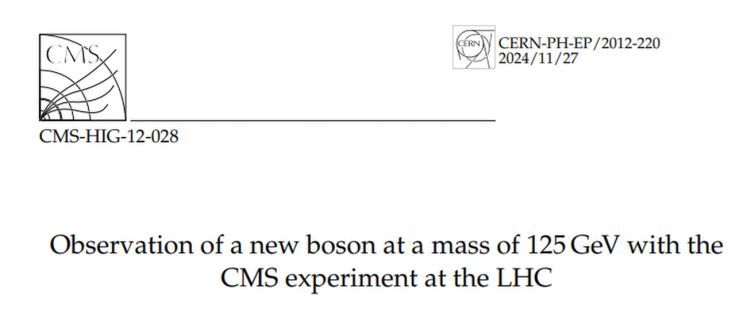 CMS
CERN
CERN-PH-EP/2012-220
2024/11/27
CMS-HIG-12-028
Observation of a new boson at a mass of 125 GeV with the
CMS experiment at the LHC